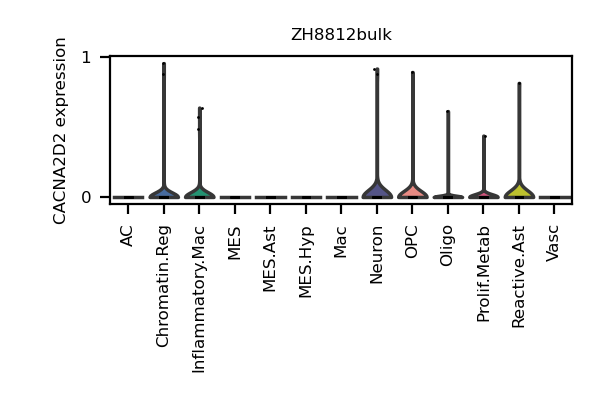 ZH8812bulk
CACNA2D2 expression
1
0
AC
Chromatin.Reg
Inflammatory.Mac
MES
MES.Ast
MES.Hyp
Mac
Neuron
OPC
Oligo
Prolif.Metab
Reactive.Ast
Vasc